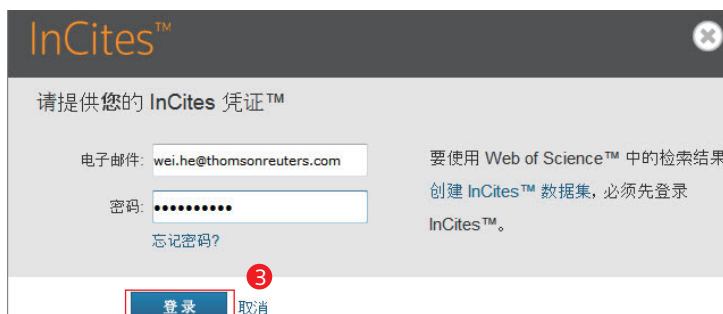 InCites™
请提供您的 InCites 凭证™
电子邮件: wei.he@thomsonreuters.com
密码: ••••••••••
忘记密码?
要使用 Web of Science™ 中的检索结果
创建 InCites™ 数据集, 必须先登录
InCites™。
3
登录 取消